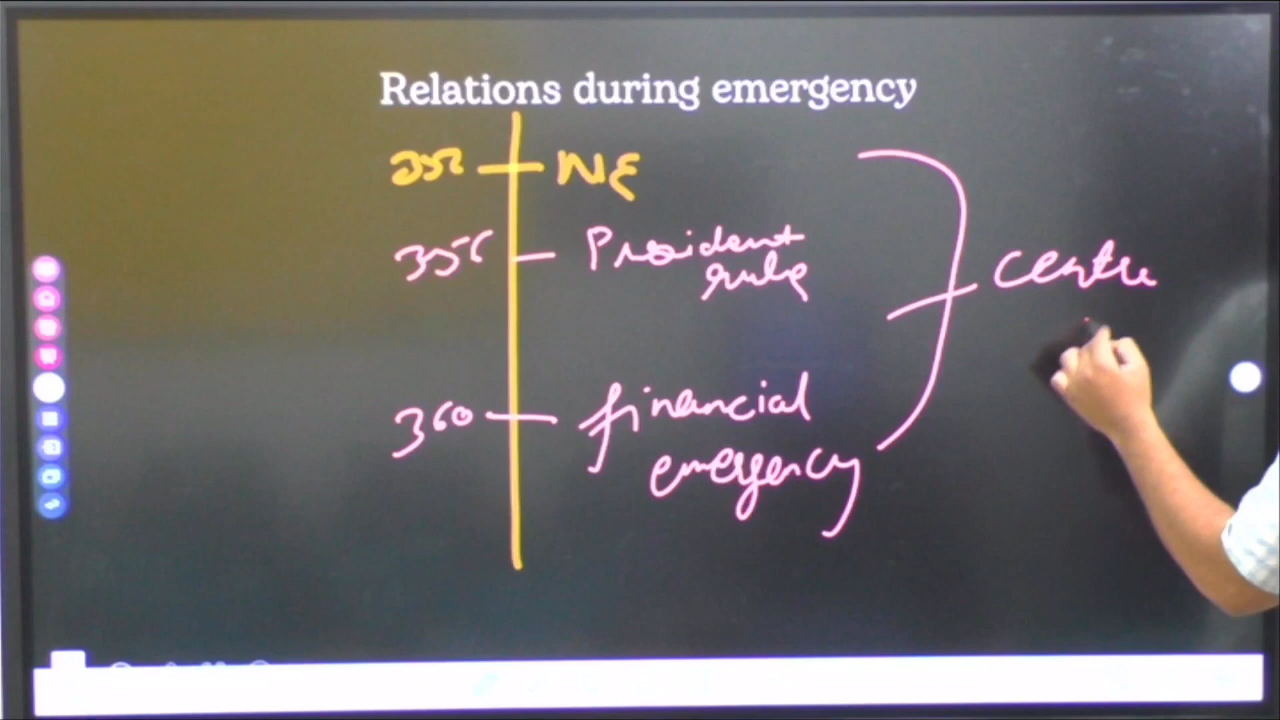 Relations during emergency
352 NE
356 President
rule
centre
360 financial
emergency